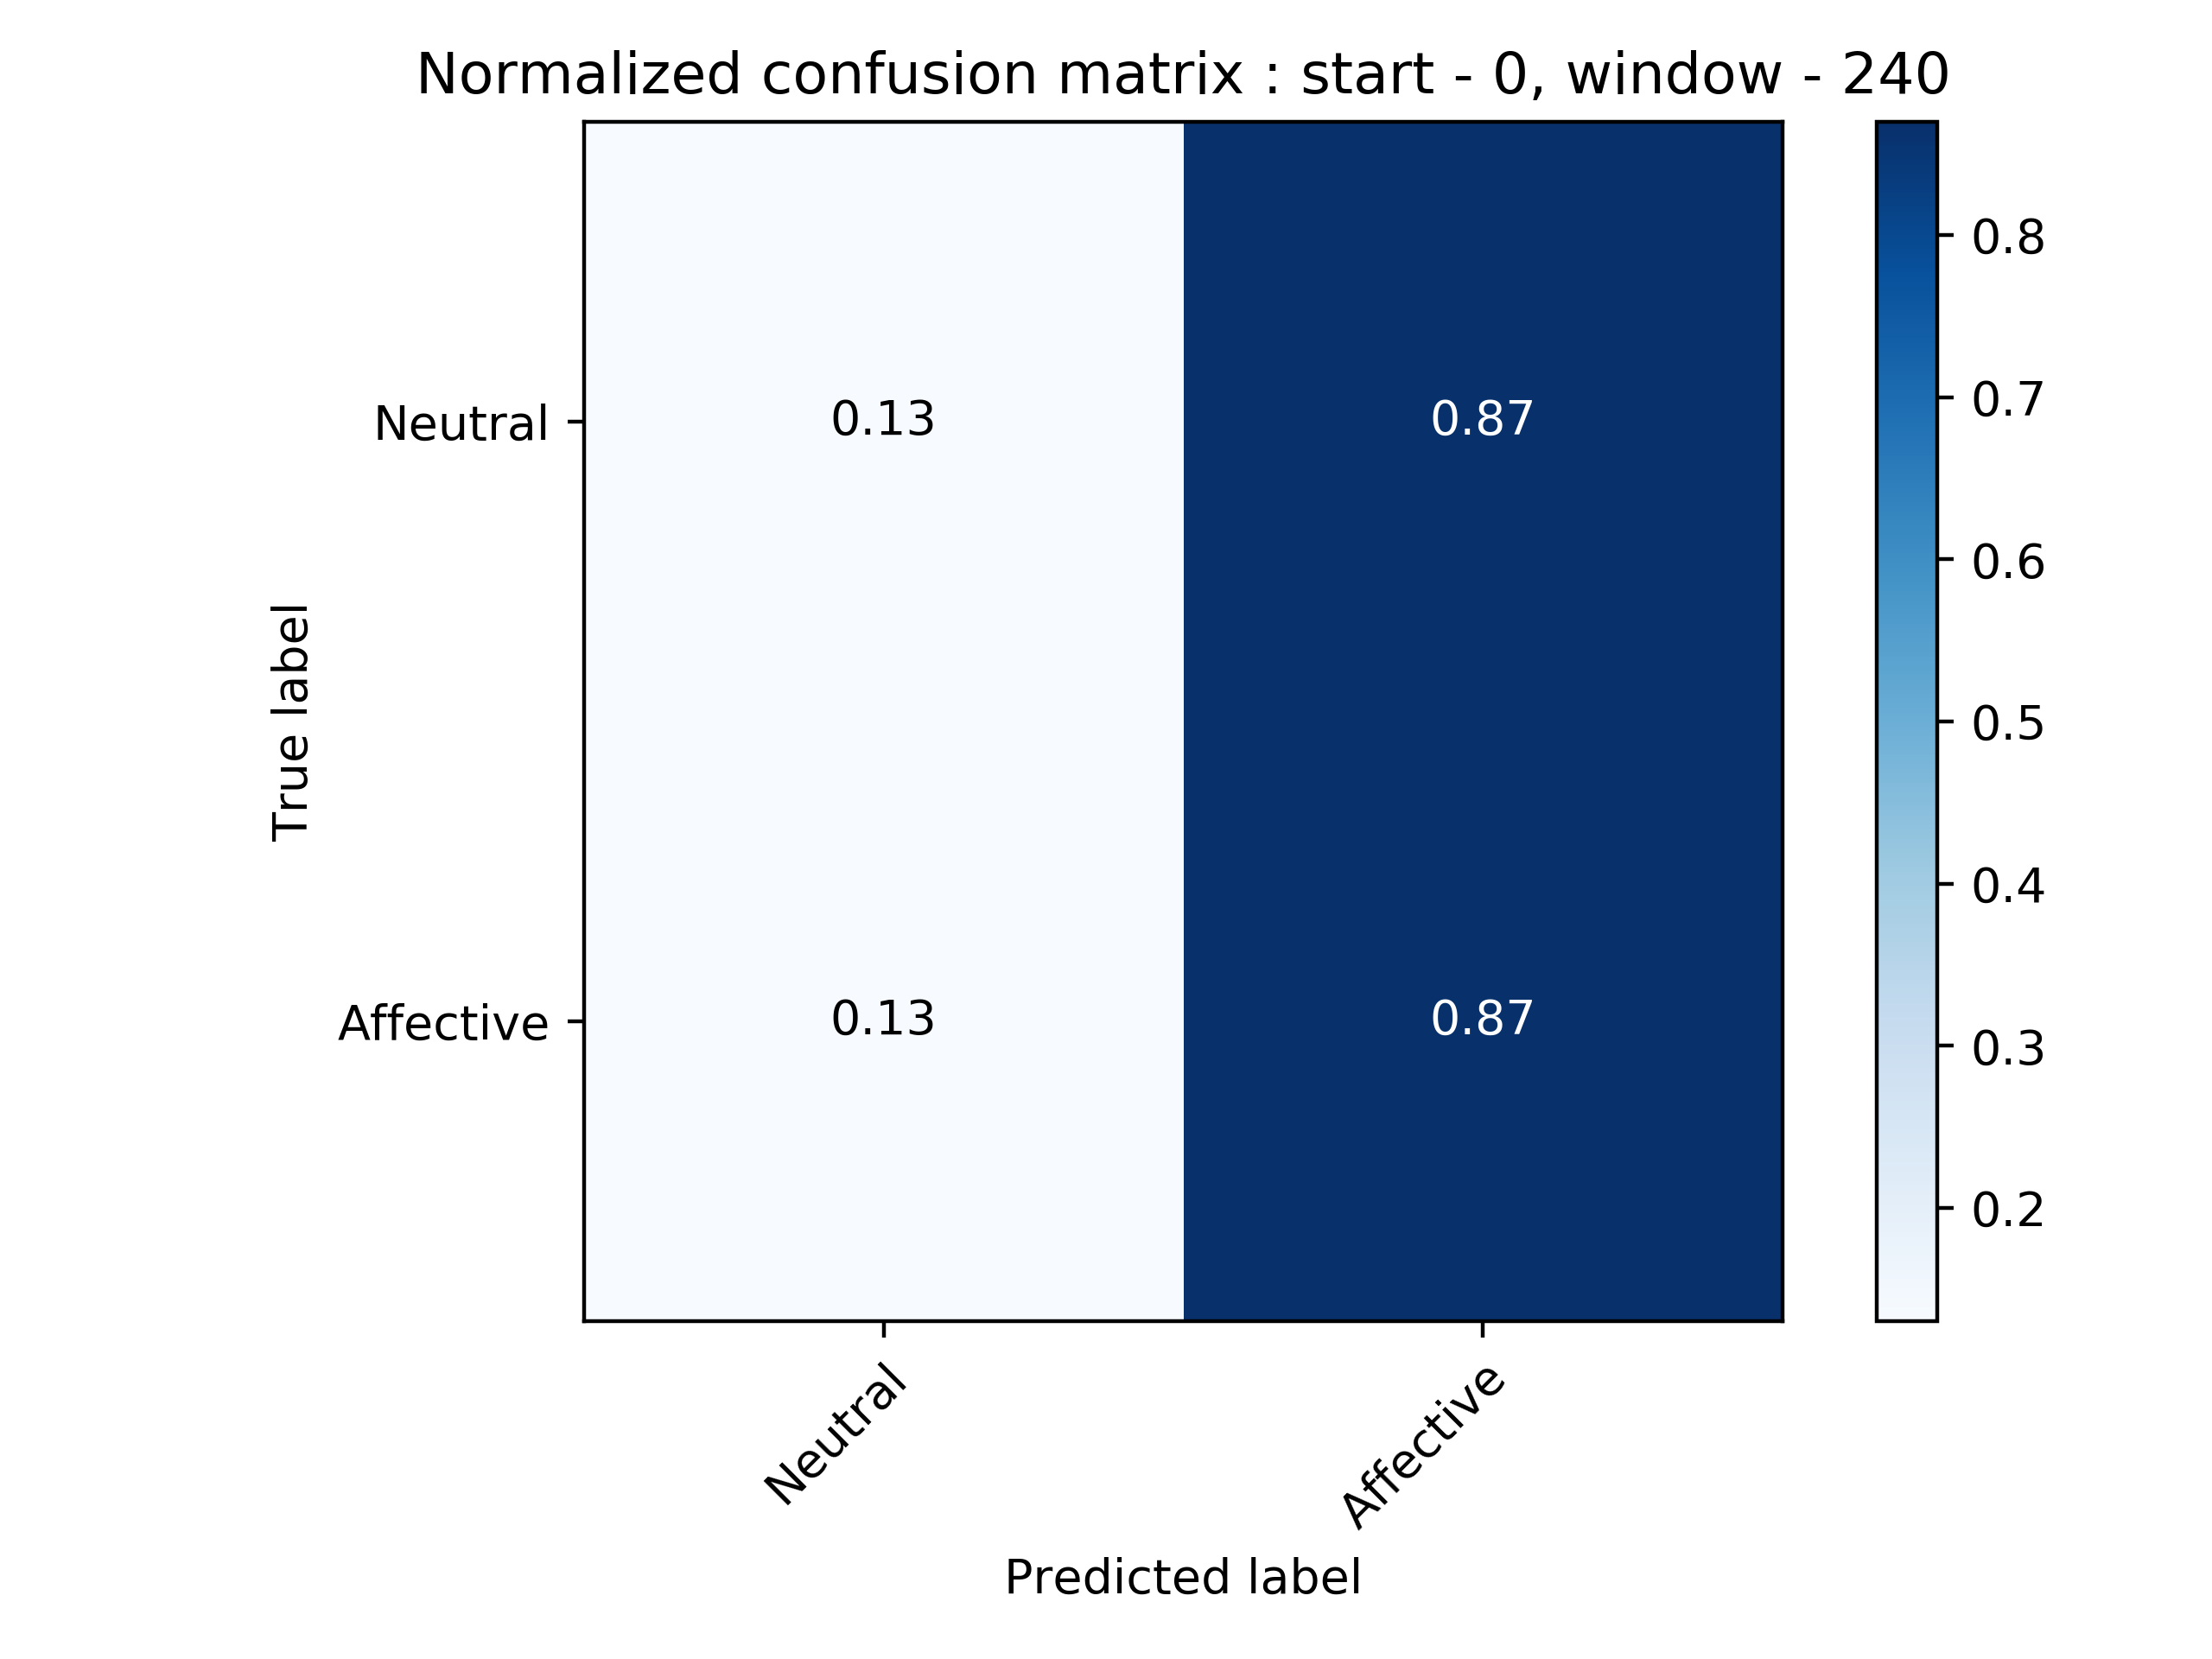 Normalized confusion matrix : start - 0, window - 240
True label
Neutral
Affective
0.13
0.87
0.13
0.87
Neutral
Affective
Predicted label
0.8
0.7
0.6
0.5
0.4
0.3
0.2